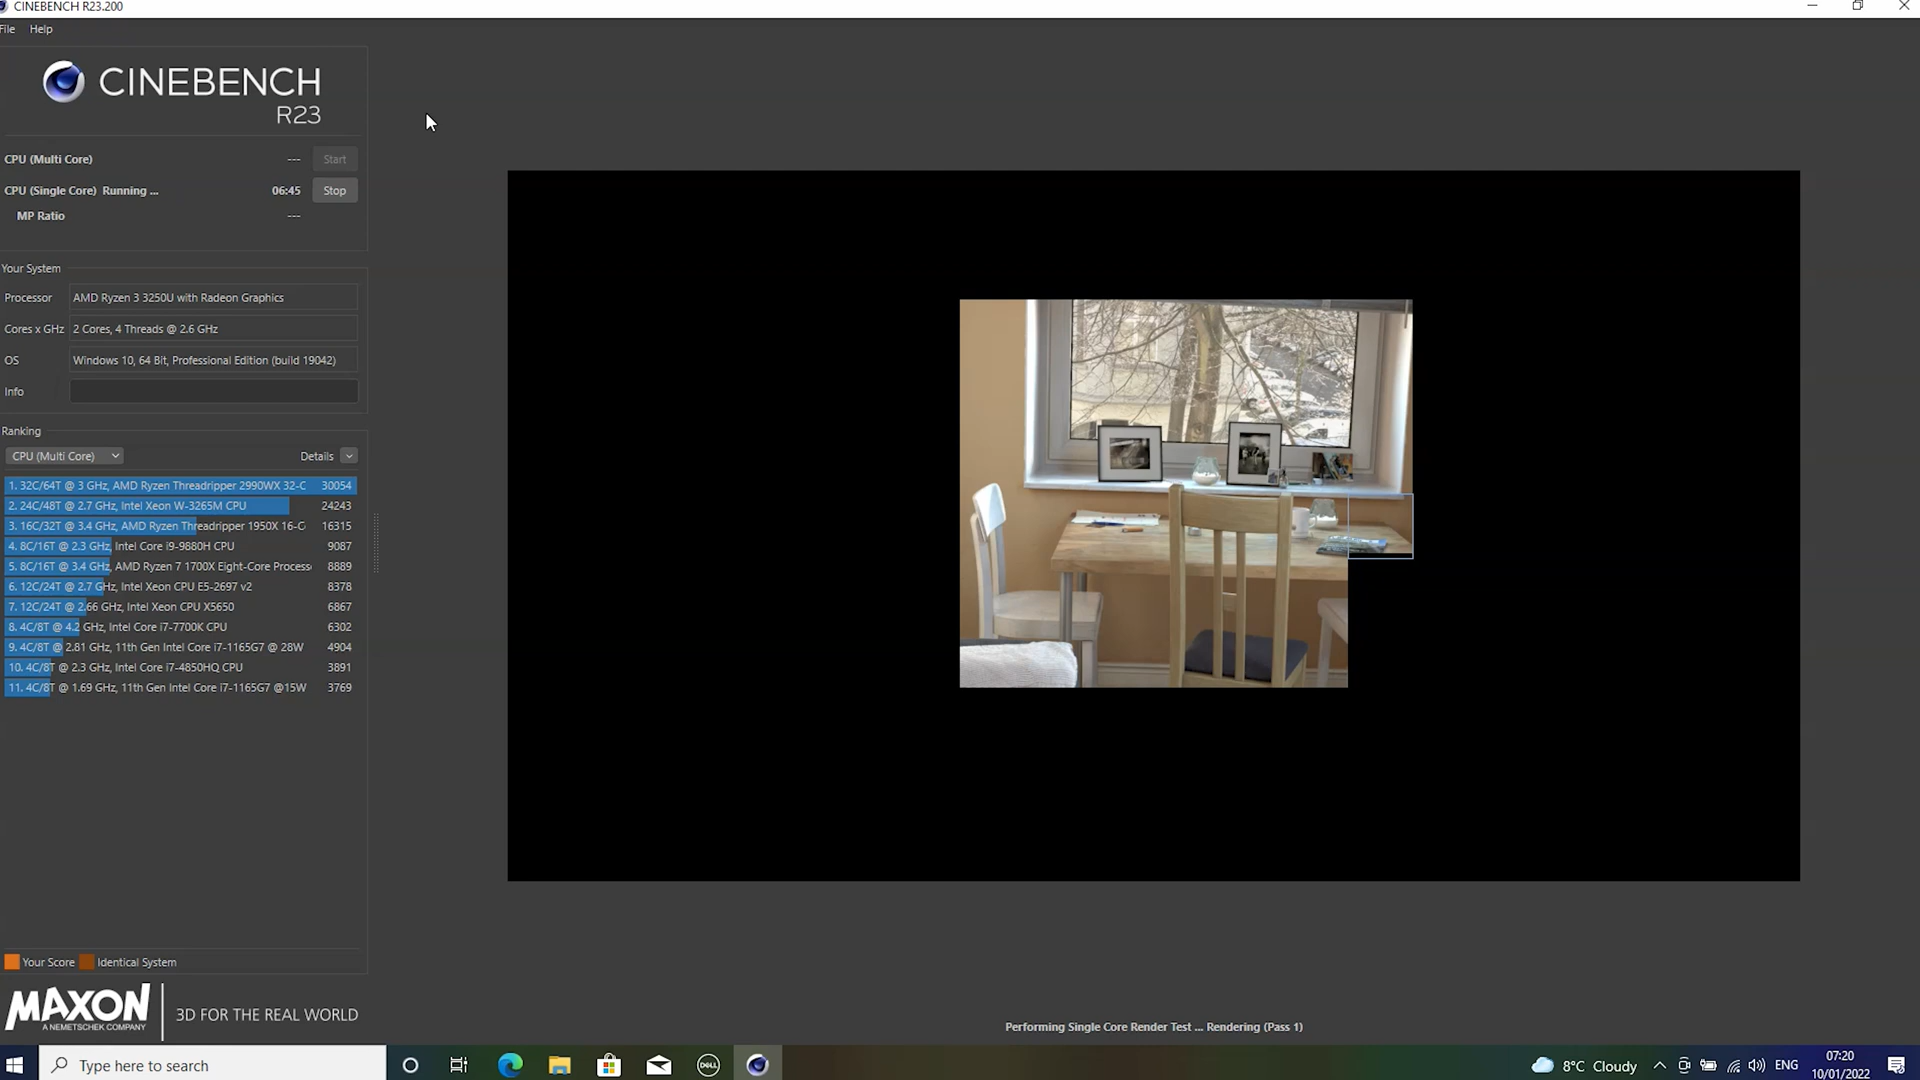 CINEBENCH R23.200
File Help
CINEBENCH
R23
CPU (Multi Core) --- Start
CPU (Single Core) Running ... 06:45 Stop
MP Ratio ---
Your System
Processor AMD Ryzen 3 3250U with Radeon Graphics
Cores x GHz 2 Cores, 4 Threads @ 2.6 GHz
OS Windows 10, 64 Bit, Professional Edition (build 19042)
Info
Ranking
CPU (Multi Core) Details
1. 32C/64T @ 3 GHz, AMD Ryzen Threadripper 2990WX 32-C 30054
2. 24C/48T @ 2.7 GHz, Intel Xeon W-3265M CPU 24243
3. 16C/32T @ 3.4 GHz, AMD Ryzen Threadripper 1950X 16-C 16315
4. 8C/16T @ 2.3 GHz, Intel Core i9-9880H CPU 9087
5. 8C/16T @ 3.4 GHz, AMD Ryzen 7 1700X Eight-Core Process 8889
6. 12C/24T @ 2.7 GHz, Intel Xeon CPU E5-2697 v2 8378
7. 12C/24T @ 2.66 GHz, Intel Xeon CPU X5650 6867
8. 4C/8T @ 4.2 GHz, Intel Core i7-7700K CPU 6302
9. 4C/8T @ 2.81 GHz, 11th Gen Intel Core i7-1165G7 @ 28W 4904
10. 4C/8T @ 2.3 GHz, Intel Core i7-4850HQ CPU 3891
11. 4C/8T @ 1.69 GHz, 11th Gen Intel Core i7-1165G7 @15W 3769
Your Score Identical System
MAXON
A NEMETSCHEK COMPANY
3D FOR THE REAL WORLD
Performing Single Core Render Test ... Rendering (Pass 1)
Type here to search
DELL
8°C Cloudy
ENG
07:20
10/01/2022